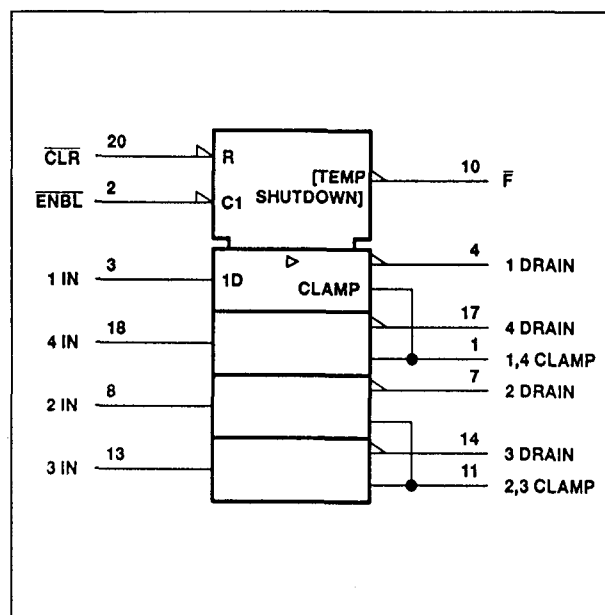 20
CLR
R
[TEMP
SHUTDOWN]
10
F
2
ENBL
C1
4
1 DRAIN
3
1 IN
1D
CLAMP
17
4 DRAIN
18
4 IN
1
1,4 CLAMP
7
2 DRAIN
8
2 IN
14
3 DRAIN
13
3 IN
11
2,3 CLAMP